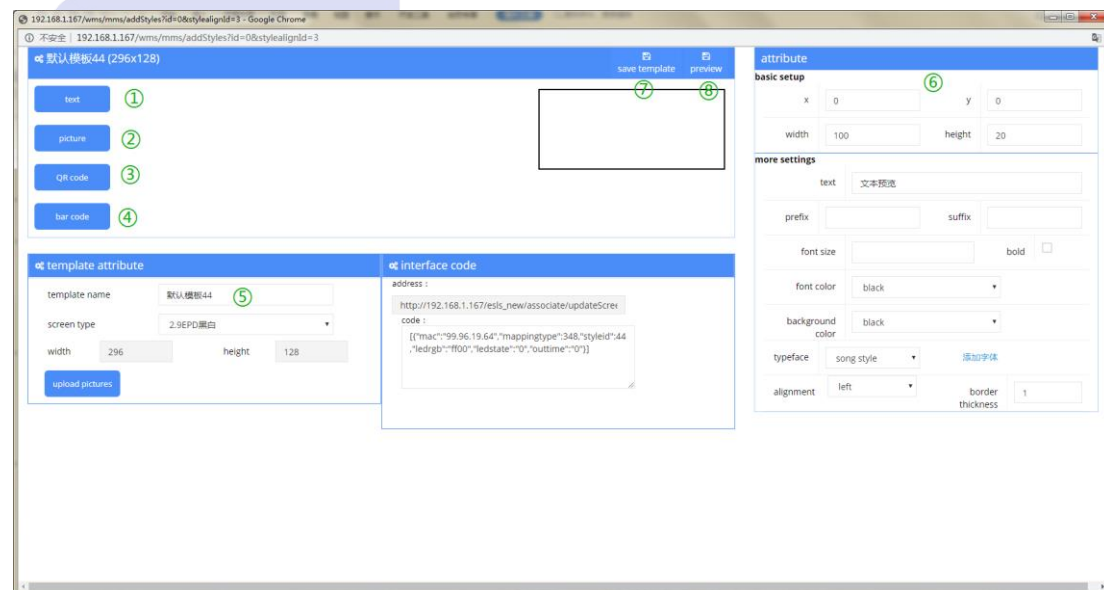 192.168.1.167/wms/mms/addStyles?id=0&stylealignId=3 - Google Chrome
不安全 | 192.168.1.167/wms/mms/addStyles?id=0&stylealignId=3
默认模板44 (296x128)
save template
preview
⑦
⑧
text ①
picture ②
QR code ③
bar code ④
template attribute
template name 默认模板44 ⑤
screen type 2.9EPD黑白
width 296 height 128
upload pictures
interface code
address :
http://192.168.1.167/esls_new/associate/updateScree
code :
[{"mac":"99.96.19.64","mappingtype":348,"styleid":44
,"ledrgb":"ff00","ledstate":"0","outtime":"0"}]
attribute
basic setup
⑥
x 0 y 0
width 100 height 20
more settings
text 文本预览
prefix suffix
font size bold
font color black
background color black
typeface song style 添加字体
alignment left border thickness 1